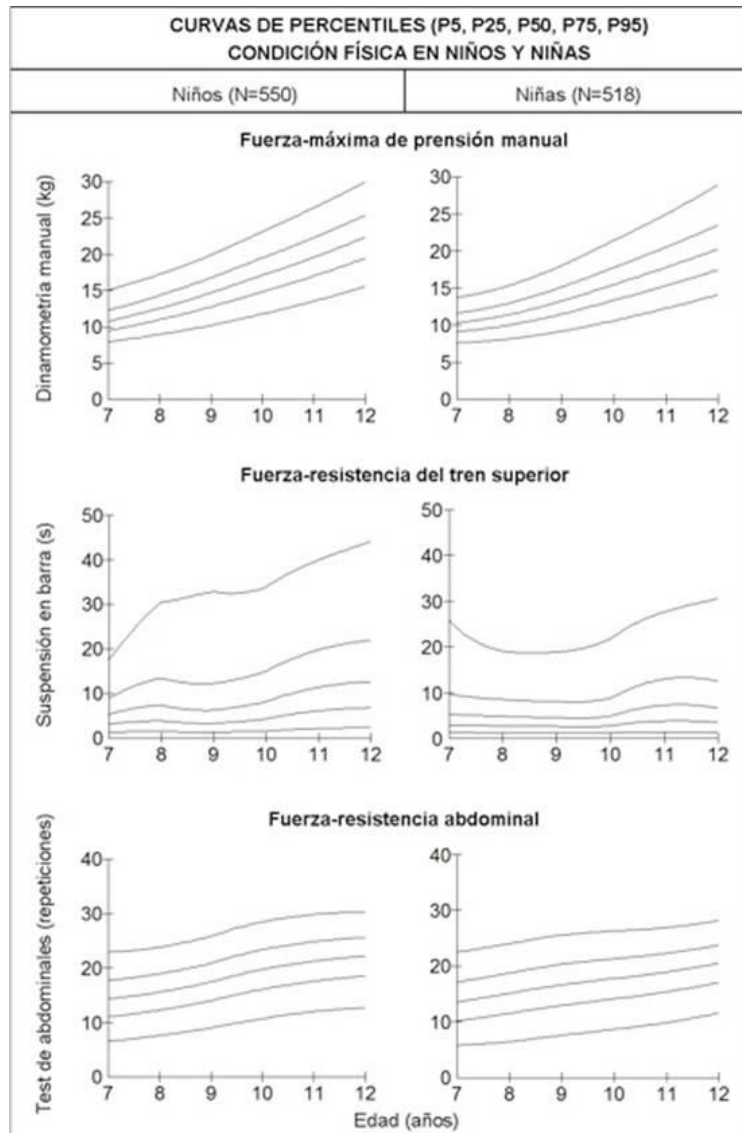 CURVAS DE PERCENTILES (P5, P25, P50, P75, P95)
CONDICIÓN FÍSICA EN NIÑOS Y NIÑAS
Niños (N=550)
Niñas (N=518)
Fuerza-máxima de prensión manual
Dinamometría manual (kg)
30
25
20
15
10
5
0
7 8 9 10 11 12
30
25
20
15
10
5
0
7 8 9 10 11 12
Fuerza-resistencia del tren superior
Suspensión en barra (s)
50
40
30
20
10
0
7 8 9 10 11 12
50
40
30
20
10
0
7 8 9 10 11 12
Fuerza-resistencia abdominal
Test de abdominales (repeticiones)
40
30
20
10
0
7 8 9 10 11 12
40
30
20
10
0
7 8 9 10 11 12
Edad (años)